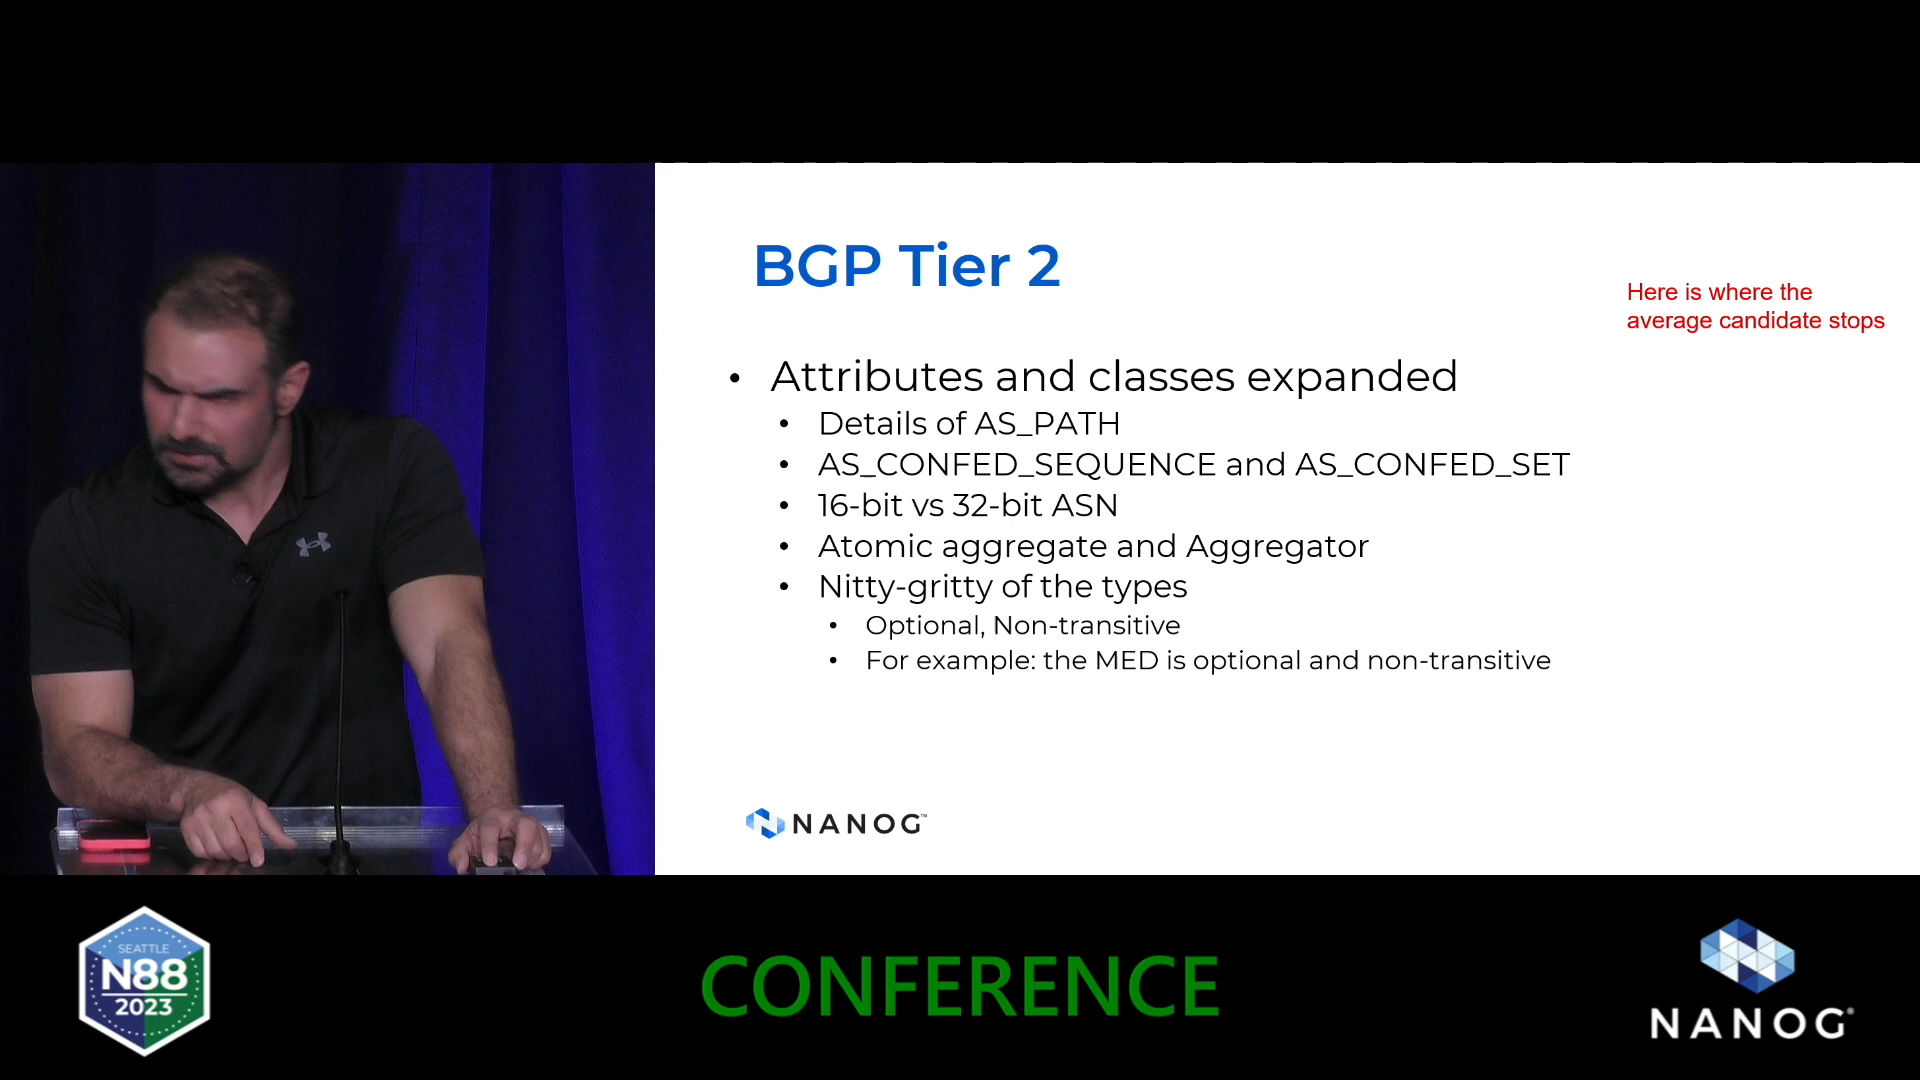 BGP Tier 2
Here is where the
average candidate stops
• Attributes and classes expanded
• Details of AS_PATH
• AS_CONFED_SEQUENCE and AS_CONFED_SET
• 16-bit vs 32-bit ASN
• Atomic aggregate and Aggregator
• Nitty-gritty of the types
• Optional, Non-transitive
• For example: the MED is optional and non-transitive
NANOG™
SEATTLE
N88
2023
CONFERENCE
NANOG®